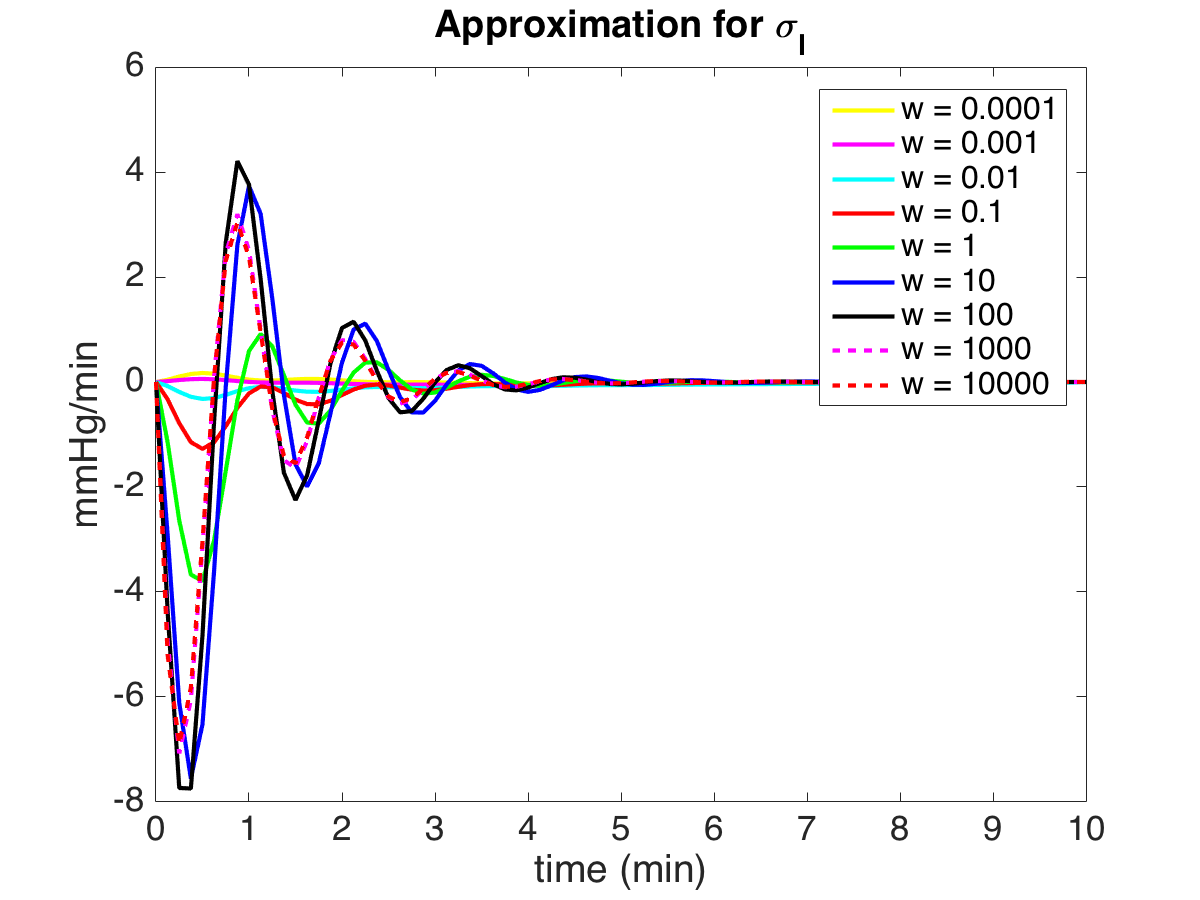 Approximation for σ_I
6
4
2
0
-2
-4
-6
-8
mmHg/min
w = 0.0001
w = 0.001
w = 0.01
w = 0.1
w = 1
w = 10
w = 100
w = 1000
w = 10000
0 1 2 3 4 5 6 7 8 9 10
time (min)